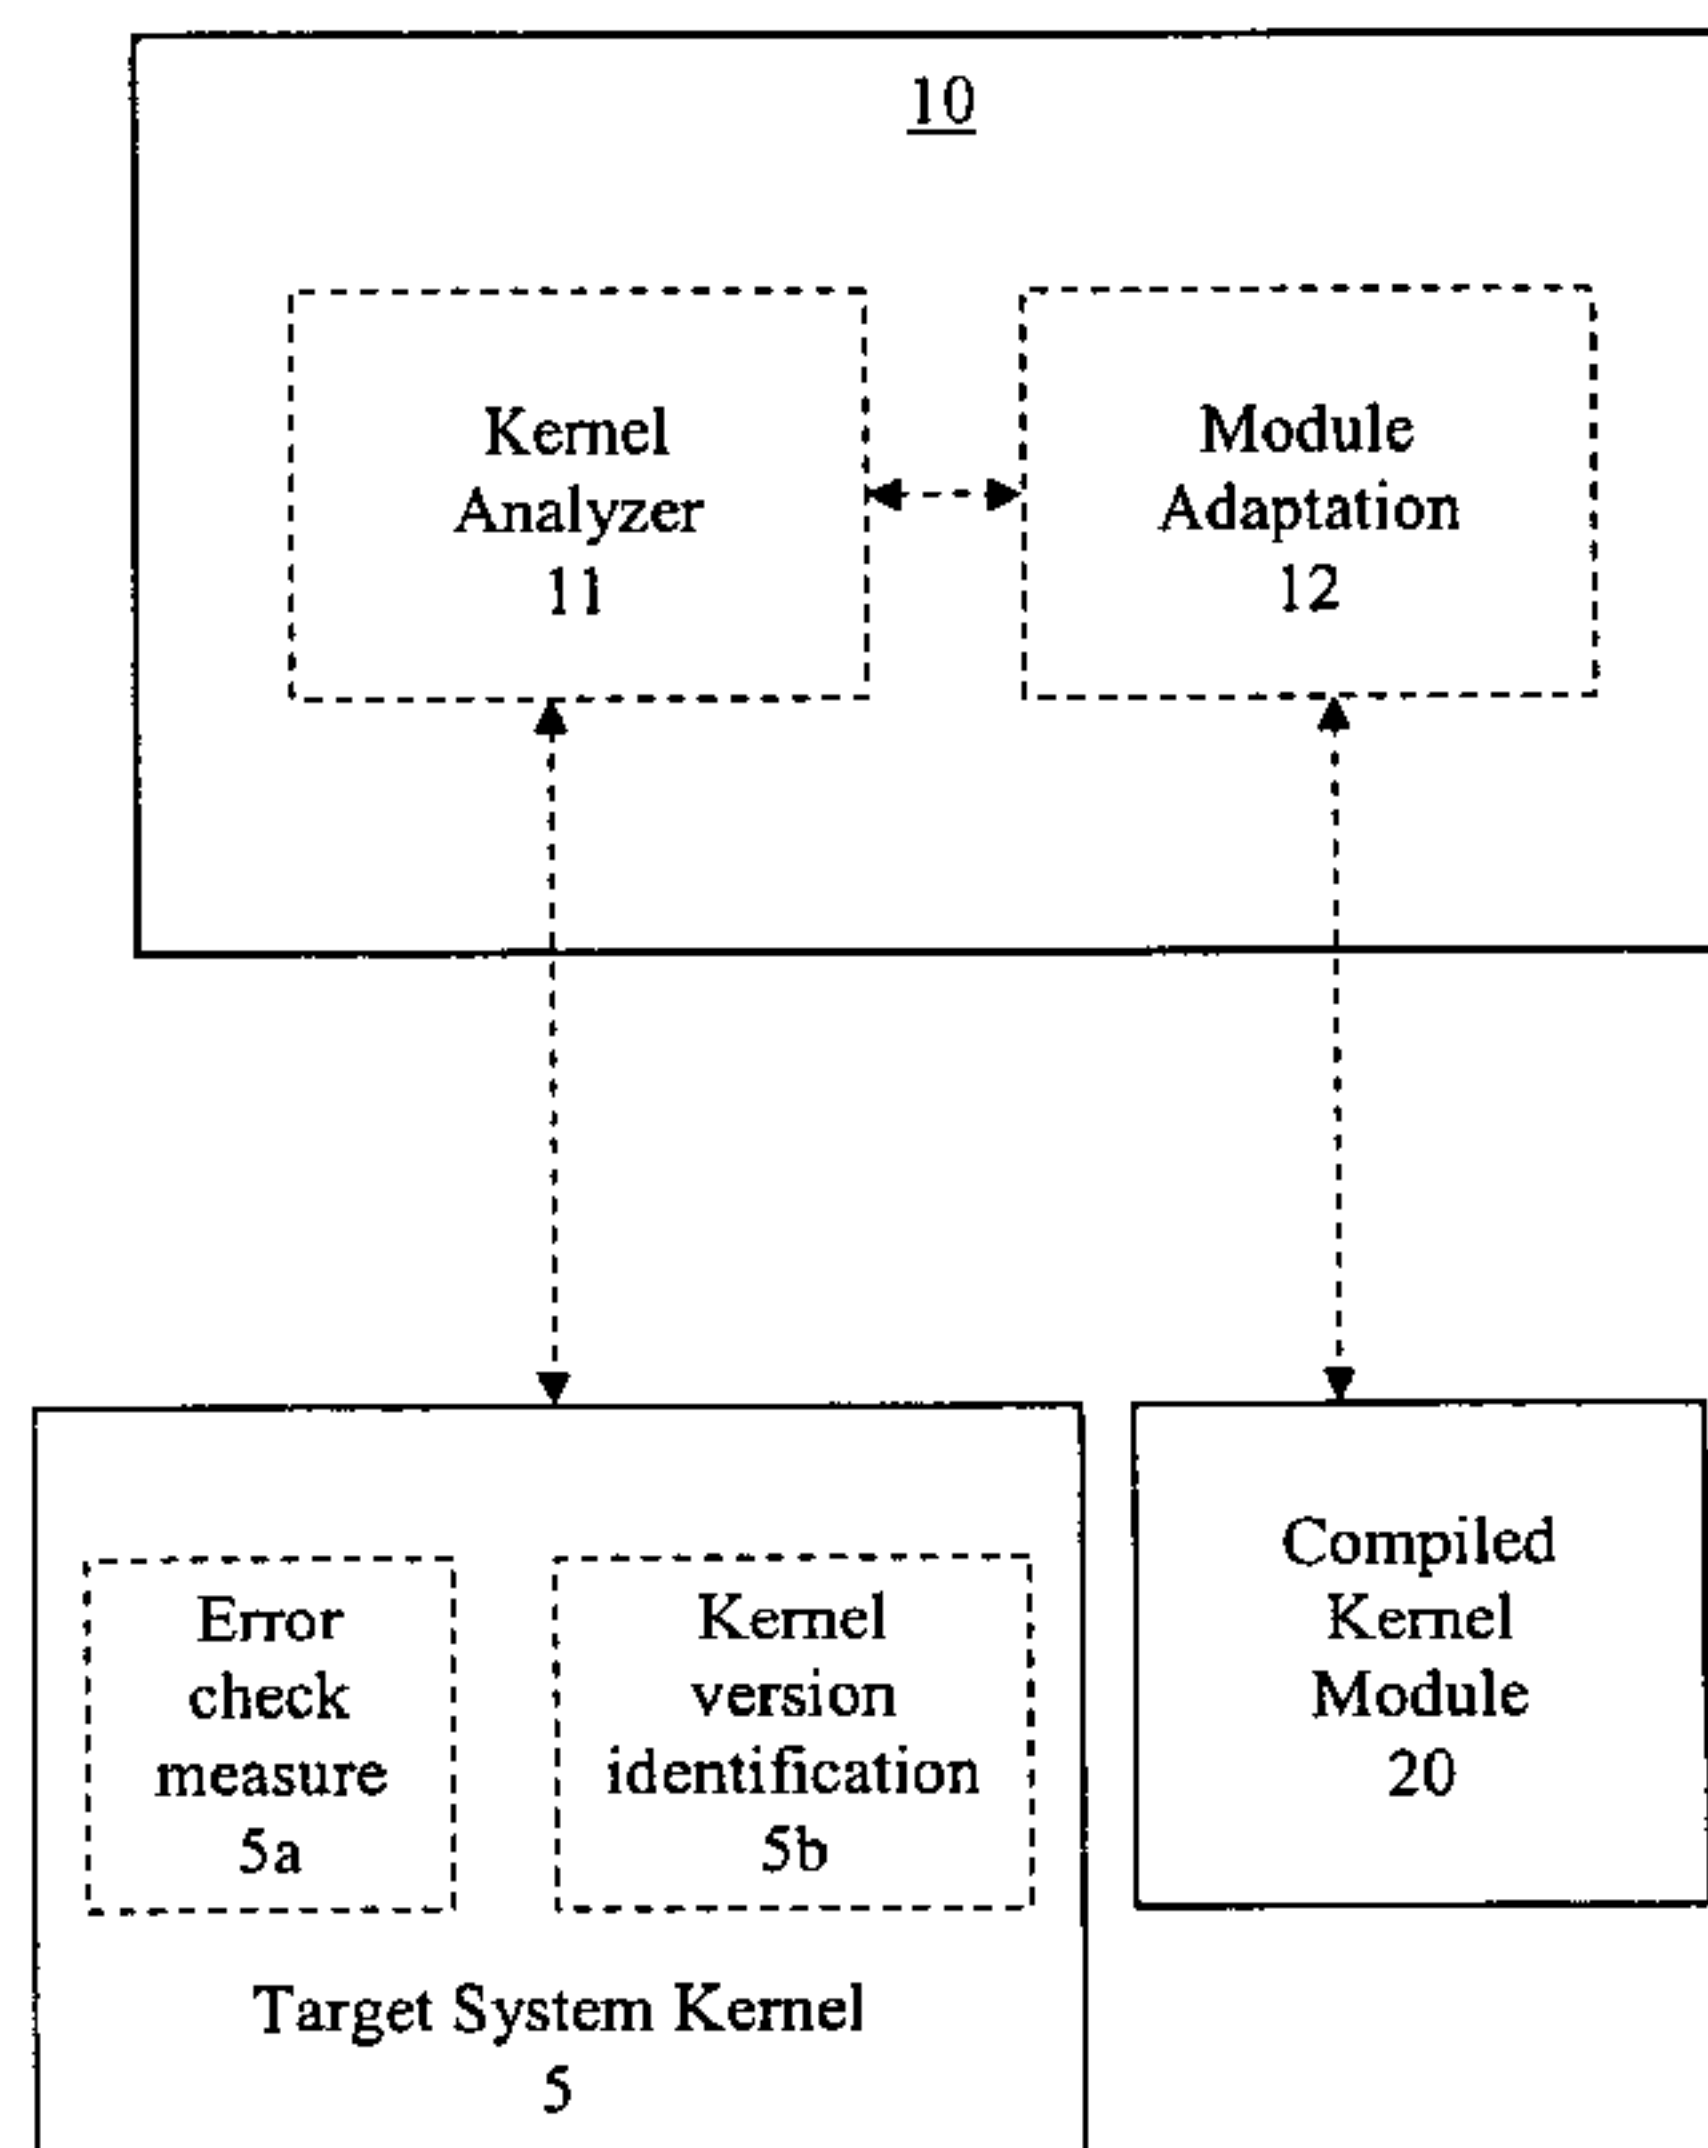 10
Kernel
Analyzer
11
Module
Adaptation
12
Error
check
measure
5a
Kernel
version
identification
5b
Target System Kernel
5
Compiled
Kernel
Module
20